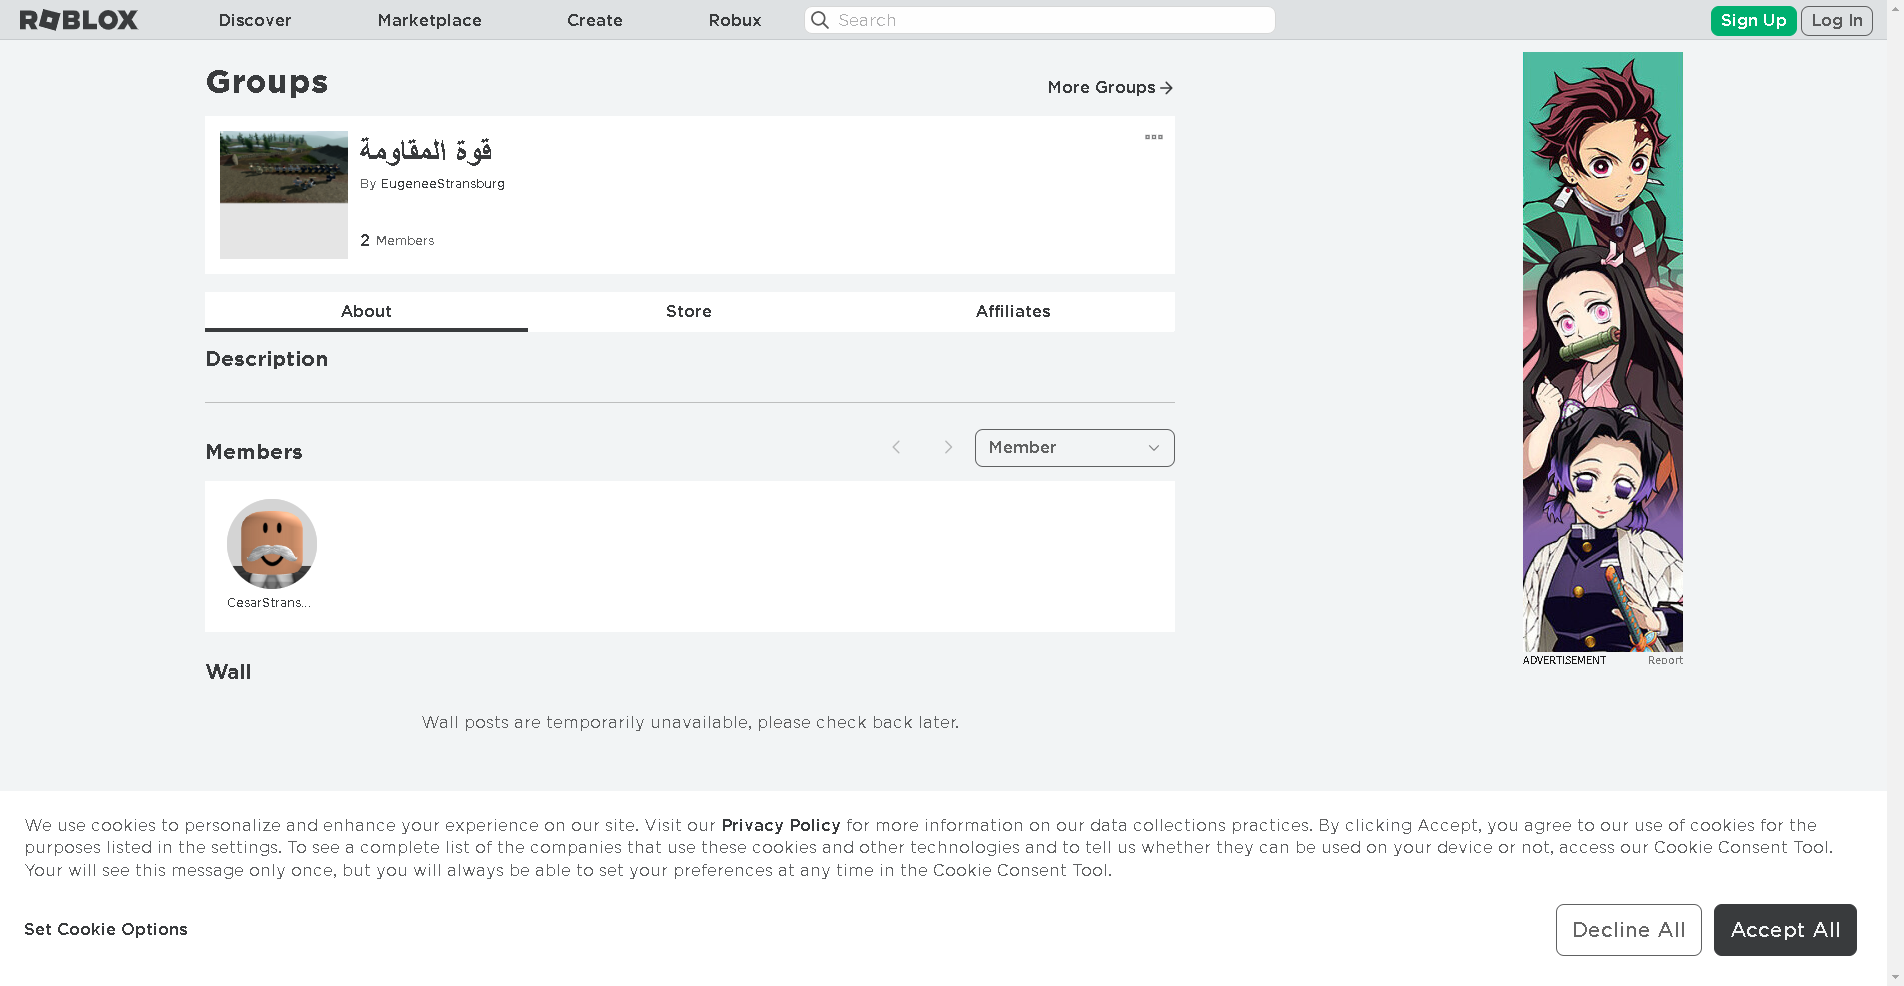 ROBLOX
Discover
Marketplace
Create
Robux
Search
Sign Up
Log In
Groups
More Groups
قوة المقاومة
By EugeneeStransburg
2 Members
About
Store
Affiliates
Description
Members
Member
CesarStrans...
Wall
Wall posts are temporarily unavailable, please check back later.
ADVERTISEMENT
Report
We use cookies to personalize and enhance your experience on our site. Visit our Privacy Policy for more information on our data collections practices. By clicking Accept, you agree to our use of cookies for the
purposes listed in the settings. To see a complete list of the companies that use these cookies and other technologies and to tell us whether they can be used on your device or not, access our Cookie Consent Tool.
Your will see this message only once, but you will always be able to set your preferences at any time in the Cookie Consent Tool.
Set Cookie Options
Decline All
Accept All